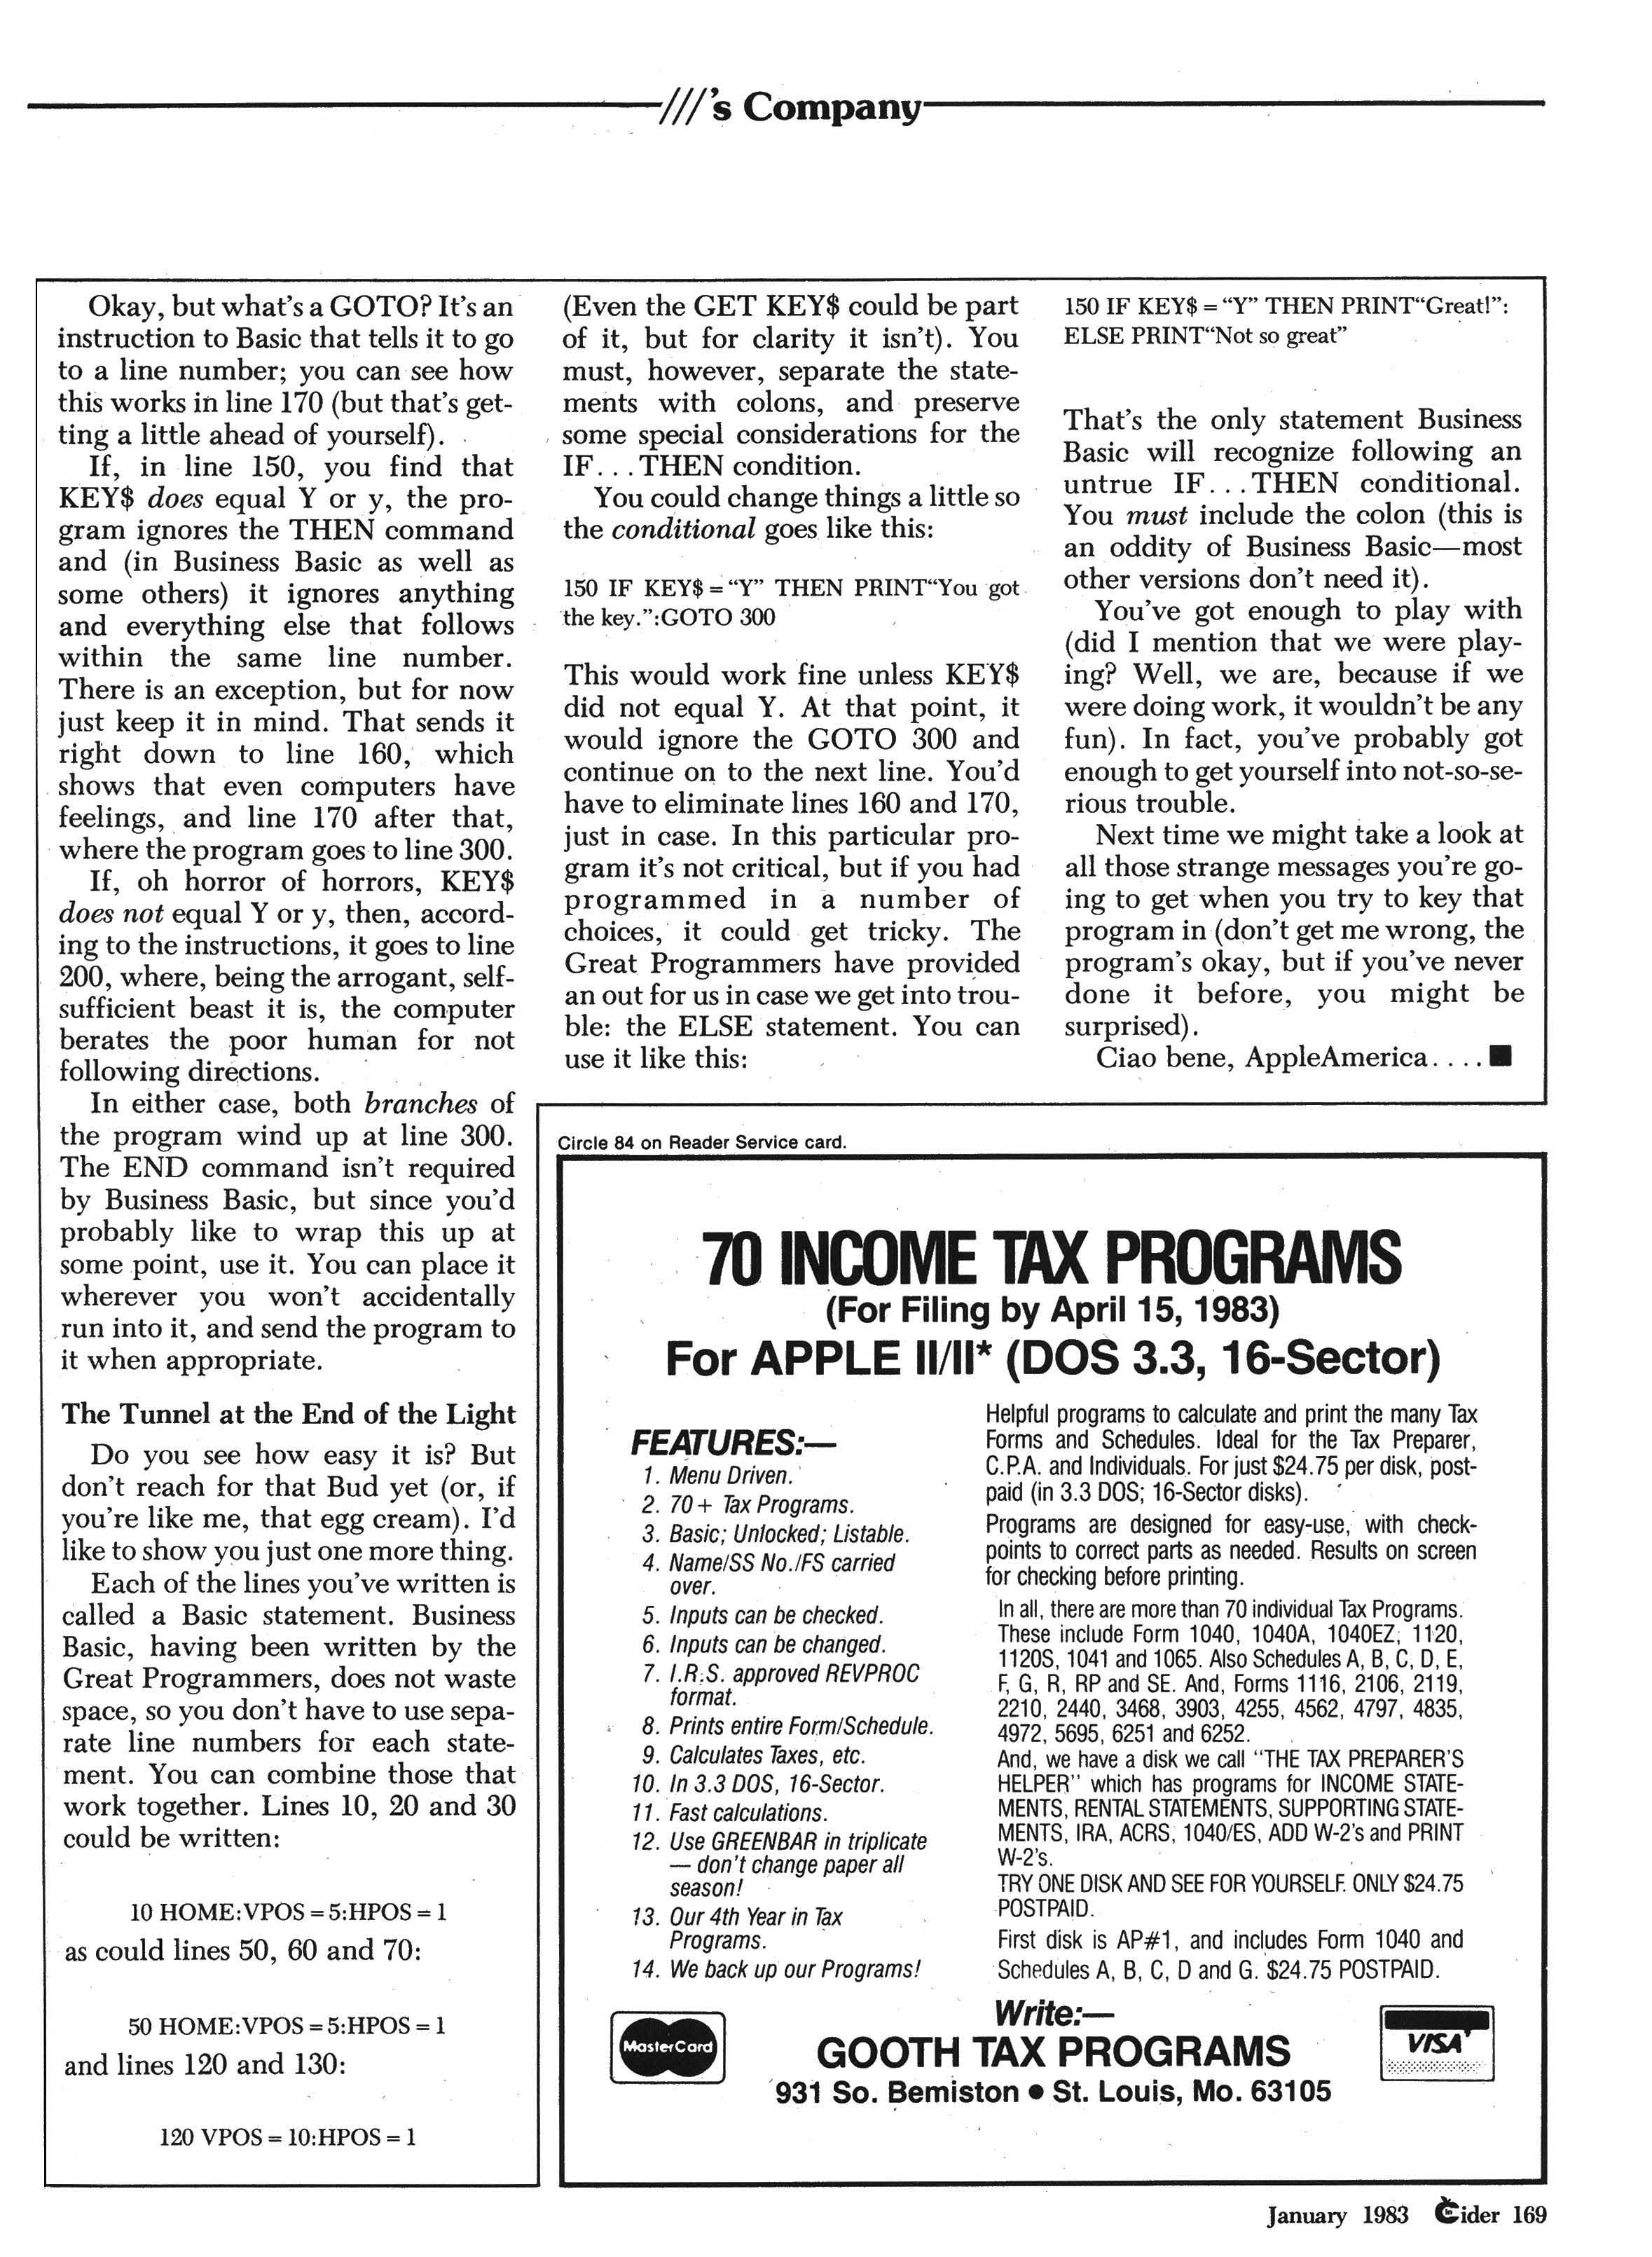 ///'s Company
Okay, but what's a GOTO? It's an
instruction to Basic that tells it to go
to a line number; you can see how
this works in line 170 (but that's get-
ting a little ahead of yourself).
If, in line 150, you find that
KEY$ does equal Y or y, the pro-
gram ignores the THEN command
and (in Business Basic as well as
some others) it ignores anything
and everything else that follows
within the same line number.
There is an exception, but for now
just keep it in mind. That sends it
right down to line 160, which
shows that even computers have
feelings, and line 170 after that,
where the program goes to line 300.
If, oh horror of horrors, KEY$
does not equal Y or y, then, accord-
ing to the instructions, it goes to line
200, where, being the arrogant, self-
sufficient beast it is, the computer
berates the poor human for not
following directions.
In either case, both branches of
the program wind up at line 300.
The END command isn't required
by Business Basic, but since you'd
probably like to wrap this up at
some point, use it. You can place it
wherever you won't accidentally
run into it, and send the program to
it when appropriate.
The Tunnel at the End of the Light
Do you see how easy it is? But
don't reach for that Bud yet (or, if
you're like me, that egg cream). I'd
like to show you just one more thing.
Each of the lines you've written is
called a Basic statement. Business
Basic, having been written by the
Great Programmers, does not waste
space, so you don't have to use sepa-
rate line numbers for each state-
ment. You can combine those that
work together. Lines 10, 20 and 30
could be written:
10 HOME:VPOS = 5:HPOS = 1
as could lines 50, 60 and 70:
50 HOME:VPOS = 5:HPOS = 1
and lines 120 and 130:
120 VPOS = 10:HPOS = 1
(Even the GET KEY$ could be part
of it, but for clarity it isn't). You
must, however, separate the state-
ments with colons, and preserve
some special considerations for the
IF...THEN condition.
You could change things a little so
the conditional goes like this:
150 IF KEY$ = “Y” THEN PRINT“You got
the key.”:GOTO 300
This would work fine unless KEY$
did not equal Y. At that point, it
would ignore the GOTO 300 and
continue on to the next line. You'd
have to eliminate lines 160 and 170,
just in case. In this particular pro-
gram it's not critical, but if you had
programmed in a number of
choices, it could get tricky. The
Great Programmers have provided
an out for us in case we get into trou-
ble: the ELSE statement. You can
use it like this:
150 IF KEY$ = “Y” THEN PRINT“Great!”:
ELSE PRINT“Not so great”
That's the only statement Business
Basic will recognize following an
untrue IF...THEN conditional.
You must include the colon (this is
an oddity of Business Basic—most
other versions don't need it).
You've got enough to play with
(did I mention that we were play-
ing? Well, we are, because if we
were doing work, it wouldn't be any
fun). In fact, you've probably got
enough to get yourself into not-so-se-
rious trouble.
Next time we might take a look at
all those strange messages you're go-
ing to get when you try to key that
program in (don't get me wrong, the
program's okay, but if you've never
done it before, you might be
surprised).
Ciao bene, AppleAmerica....■
Circle 84 on Reader Service card.
70 INCOME TAX PROGRAMS
(For Filing by April 15, 1983)
For APPLE II/II* (DOS 3.3, 16-Sector)
FEATURES:—
1. Menu Driven.
2. 70+ Tax Programs.
3. Basic; Unlocked; Listable.
4. Name/SS No./FS carried
over.
5. Inputs can be checked.
6. Inputs can be changed.
7. I.R.S. approved REVPROC
format.
8. Prints entire Form/Schedule.
9. Calculates Taxes, etc.
10. In 3.3 DOS, 16-Sector.
11. Fast calculations.
12. Use GREENBAR in triplicate
— don't change paper all
season!
13. Our 4th Year in Tax
Programs.
14. We back up our Programs!
Helpful programs to calculate and print the many Tax
Forms and Schedules. Ideal for the Tax Preparer,
C.P.A. and Individuals. For just $24.75 per disk, post-
paid (in 3.3 DOS; 16-Sector disks).
Programs are designed for easy-use, with check-
points to correct parts as needed. Results on screen
for checking before printing.
In all, there are more than 70 individual Tax Programs.
These include Form 1040, 1040A, 1040EZ, 1120,
1120S, 1041 and 1065. Also Schedules A, B, C, D, E,
F, G, R, RP and SE. And, Forms 1116, 2106, 2119,
2210, 2440, 3468, 3903, 4255, 4562, 4797, 4835,
4972, 5695, 6251 and 6252.
And, we have a disk we call “THE TAX PREPARER'S
HELPER” which has programs for INCOME STATE-
MENTS, RENTAL STATEMENTS, SUPPORTING STATE-
MENTS, IRA, ACRS, 1040/ES, ADD W-2's and PRINT
W-2's.
TRY ONE DISK AND SEE FOR YOURSELF. ONLY $24.75
POSTPAID.
First disk is AP#1, and includes Form 1040 and
Schedules A, B, C, D and G. $24.75 POSTPAID.
Write:—
MasterCard
GOOTH TAX PROGRAMS
VISA
931 So. Bemiston ● St. Louis, Mo. 63105
January 1983 inCider 169